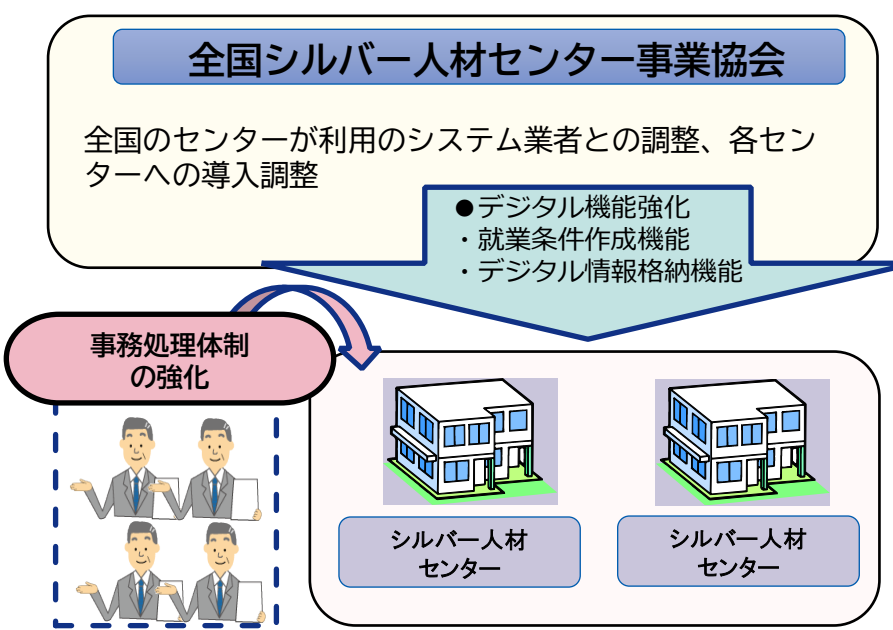 全国シルバー人材センター事業協会
全国のセンターが利用のシステム業者との調整、各セン
ターへの導入調整
●デジタル機能強化
・就業条件作成機能
・デジタル情報格納機能
事務処理体制
の強化
シルバー人材
センター
シルバー人材
センター